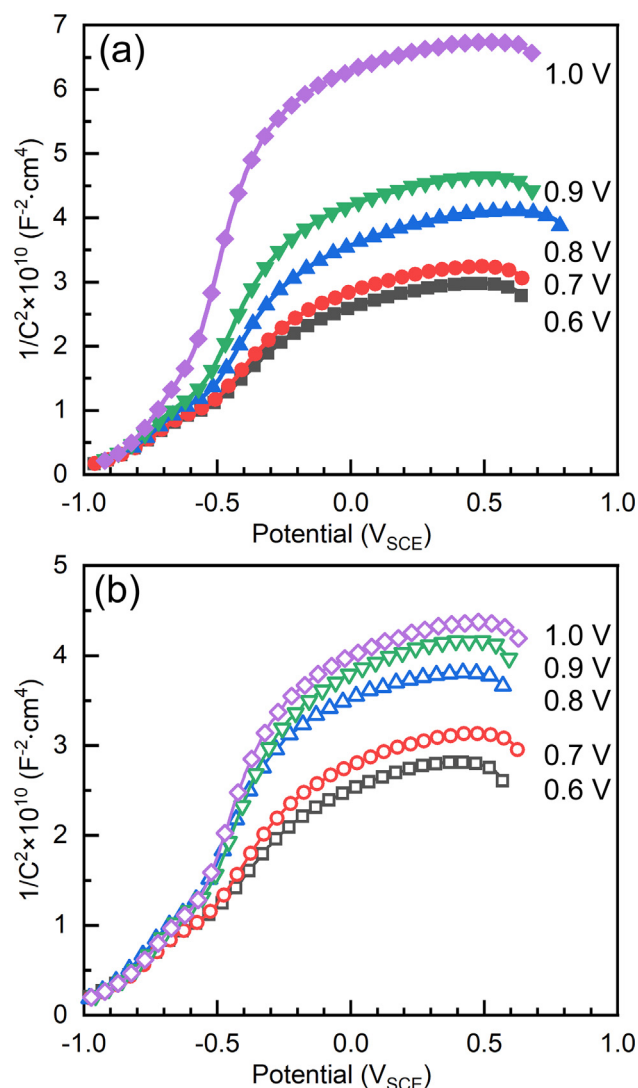 (a)
7
6
5
4
3
2
1
0
1/C²×10¹⁰ (F⁻²·cm⁴)
1.0 V
0.9 V
0.8 V
0.7 V
0.6 V
-1.0 -0.5 0.0 0.5 1.0
Potential (V_SCE)
(b)
5
4
3
2
1
0
1/C²×10¹⁰ (F⁻²·cm⁴)
1.0 V
0.9 V
0.8 V
0.7 V
0.6 V
-1.0 -0.5 0.0 0.5 1.0
Potential (V_SCE)